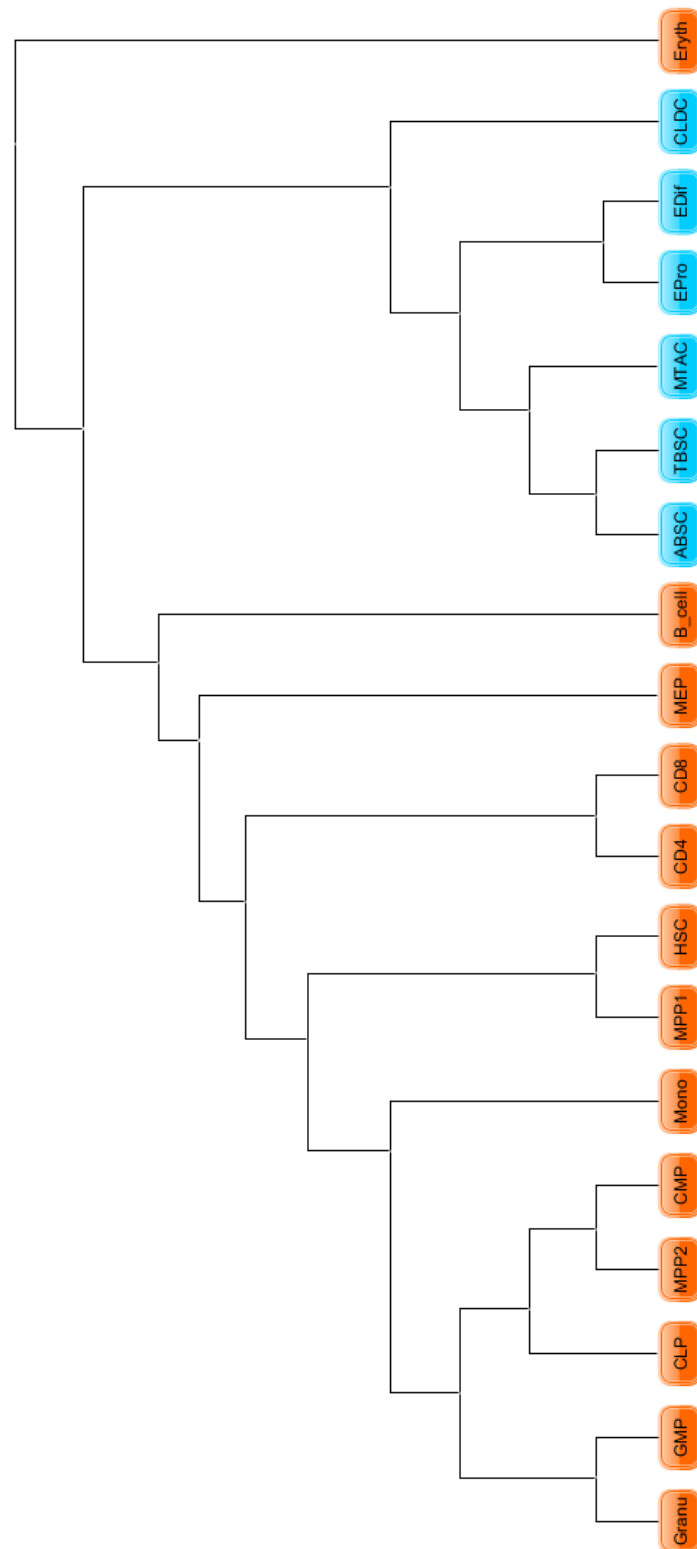 Eryth
CLDC
EDif
EPro
MTAC
TBSC
ABSC
B_cell
MEP
CD8
CD4
HSC
MPP1
Mono
CMP
MPP2
CLP
GMP
Granu